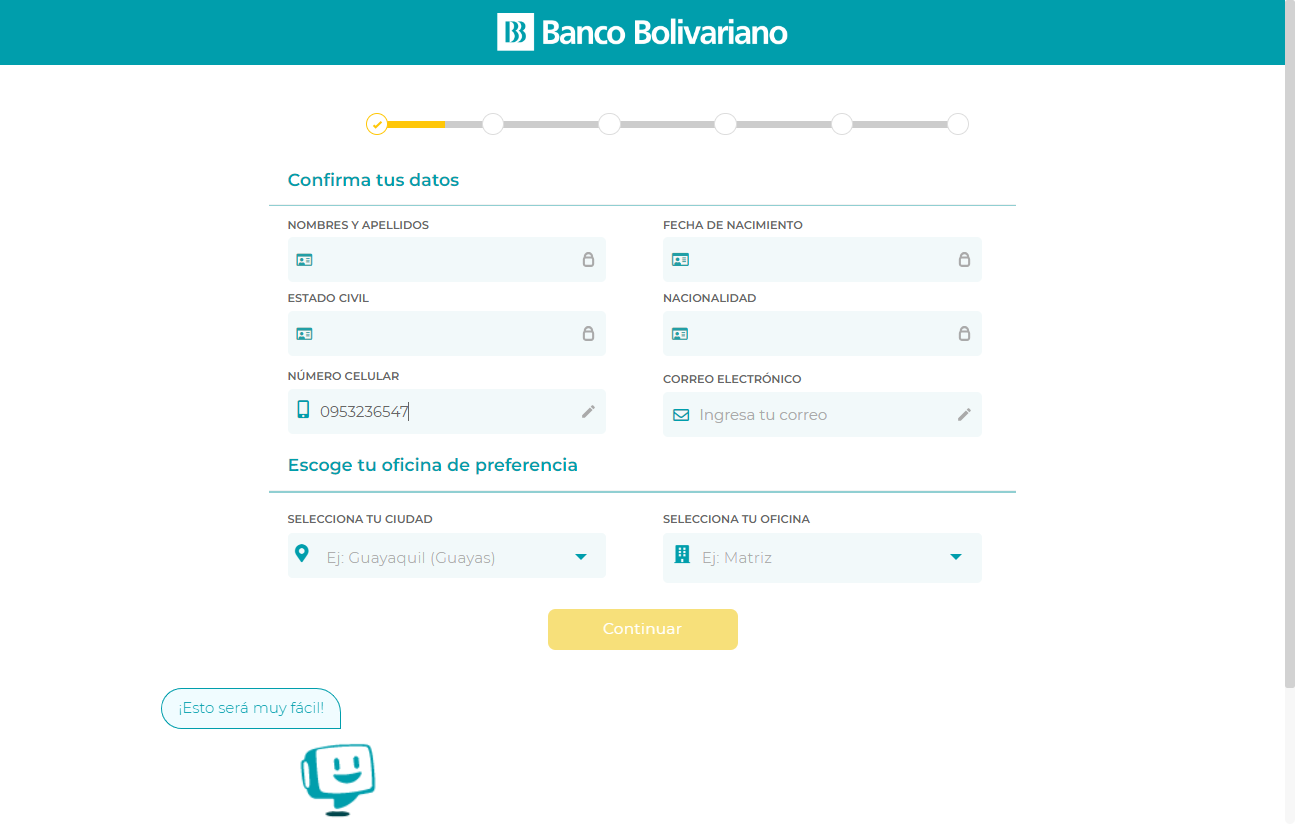 Banco Bolivariano
Confirma tus datos
NOMBRES Y APELLIDOS
FECHA DE NACIMIENTO
ESTADO CIVIL
NACIONALIDAD
NÚMERO CELULAR
0953236547
CORREO ELECTRÓNICO
Ingresa tu correo
Escoge tu oficina de preferencia
SELECCIONA TU CIUDAD
Ej: Guayaquil (Guayas)
SELECCIONA TU OFICINA
Ej: Matriz
Continuar
¡Esto será muy fácil!